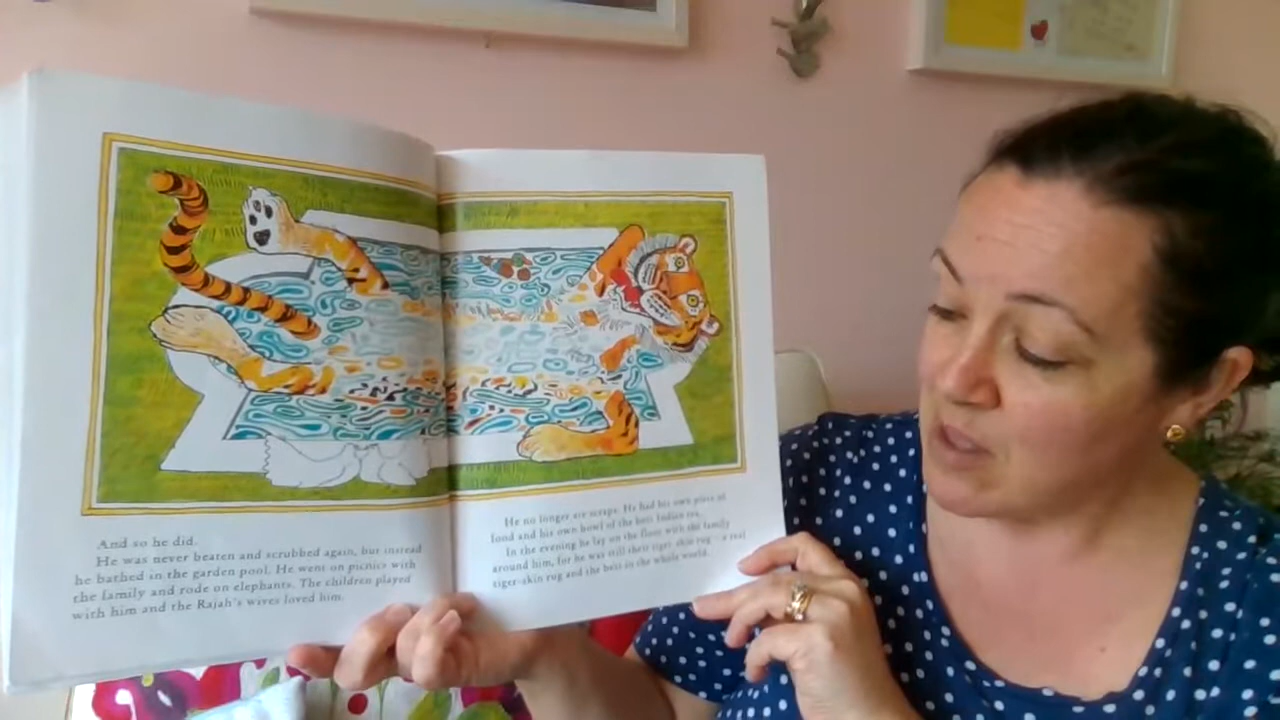 And so he did.
He was never beaten and scrubbed again, but instead
he bathed in the garden pool. He went on picnics with
the family and rode on elephants. The children played
with him and the Rajah's wives loved him.
He no longer ate scraps. He had his own piece of
food and his own bowl of the best Indian tea.
In the evening he lay on the floor with the family
around him, for he was still their tiger-skin rug – a real
tiger-skin rug and the best in the whole world.